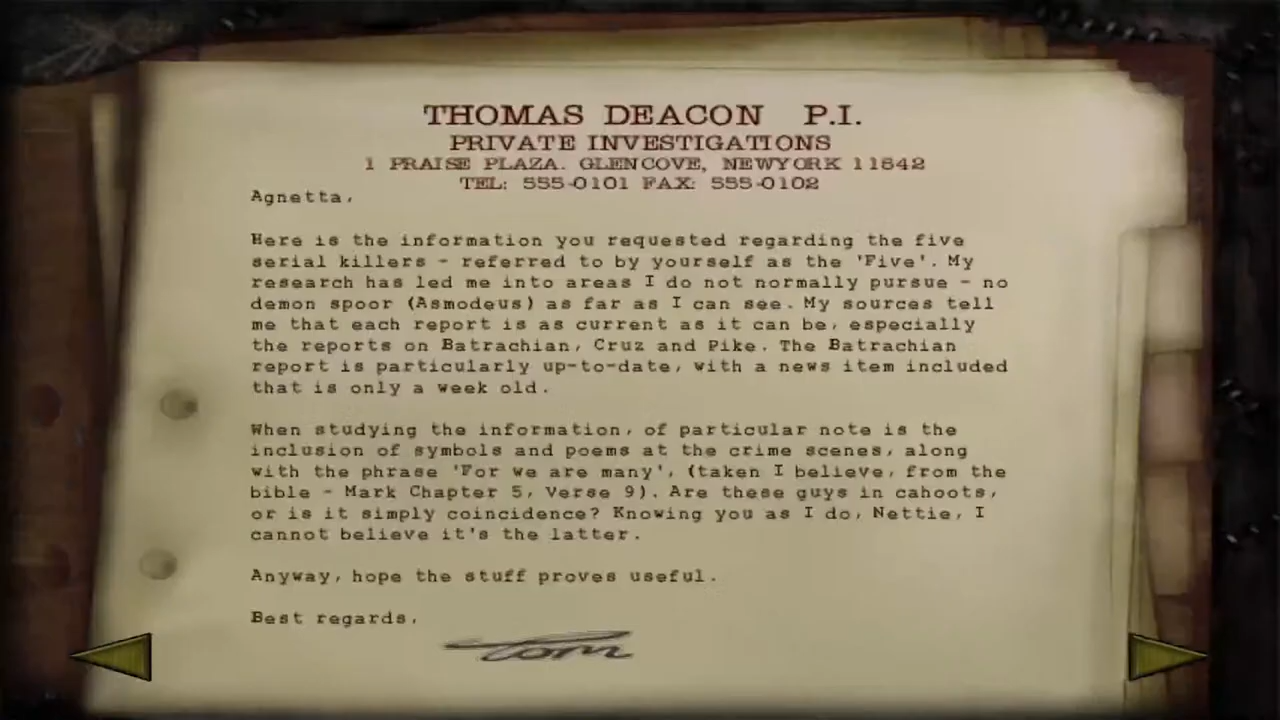 THOMAS DEACON P.I.
PRIVATE INVESTIGATIONS
1 PRAISE PLAZA. GLENCOVE, NEWYORK 11542
TEL: 555-0101 FAX: 555-0102
Agnetta,
Here is the information you requested regarding the five
serial killers - referred to by yourself as the 'Five'. My
research has led me into areas I do not normally pursue - no
demon spoor (Asmodeus) as far as I can see. My sources tell
me that each report is as current as it can be, especially
the reports on Batrachian, Cruz and Pike. The Batrachian
report is particularly up-to-date, with a news item included
that is only a week old.
When studying the information, of particular note is the
inclusion of symbols and poems at the crime scenes, along
with the phrase 'For we are many', (taken I believe, from the
bible - Mark Chapter 5, Verse 9). Are these guys in cahoots,
or is it simply coincidence? Knowing you as I do, Nettie, I
cannot believe it's the latter.
Anyway, hope the stuff proves useful.
Best regards,
Tom